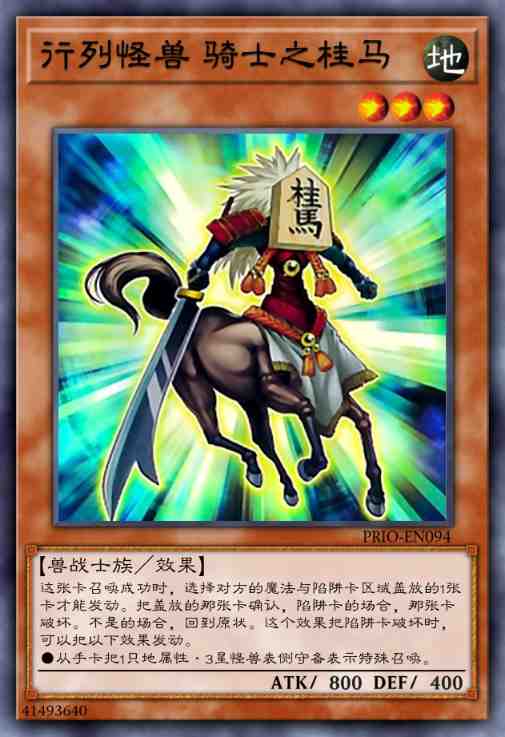 行列怪兽 骑士之桂马
地
桂馬
PRIO-EN094
【兽战士族／效果】
这张卡召唤成功时，选择对方的魔法与陷阱卡区域盖放的1张
卡才能发动。把盖放的那张卡确认，陷阱卡的场合，那张卡
破坏。不是的场合，回到原状。这个效果把陷阱卡破坏时，
可以把以下效果发动。
●从手卡把1只地属性·3星怪兽表侧守备表示特殊召唤。
ATK/ 800 DEF/ 400
41493640